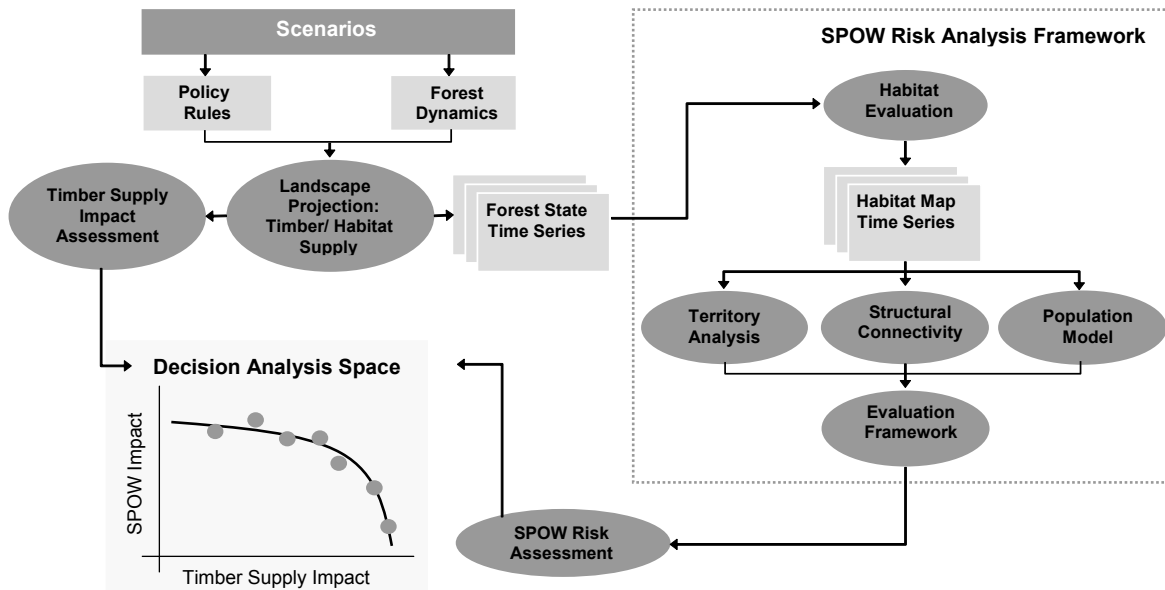 Scenarios
Policy
Rules
Forest
Dynamics
Timber Supply
Impact
Assessment
Landscape
Projection:
Timber/ Habitat
Supply
Forest State
Time Series
SPOW Risk Analysis Framework
Habitat
Evaluation
Habitat Map
Time Series
Territory
Analysis
Structural
Connectivity
Population
Model
Evaluation
Framework
SPOW Risk
Assessment
Decision Analysis Space
SPOW Impact
Timber Supply Impact